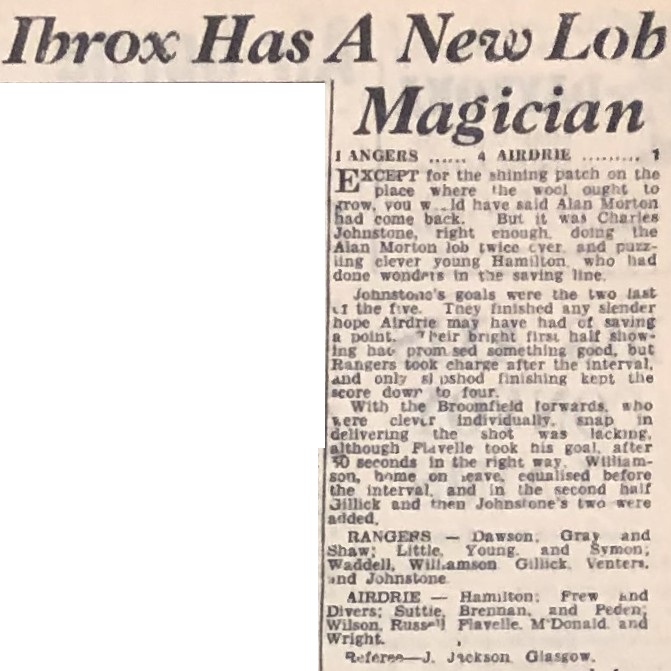 Ibrox Has A New Lob
Magician
ANGERS ...... 4 AIRDRIE ......... 1
EXCEPT for the shining patch on the
place where the wool ought to
grow, you w..ld have said Alan Morton
had come back. But it was Charles
Johnstone, right enough, doing the
Alan Morton lob twice over, and puzz-
ling clever young Hamilton, who had
done wonders in the saving line.
Johnstone's goals were the two last
of the five. They finished any slender
hope Airdrie may have had of saving
a point. Their bright first half show-
ing had prom sed something good, but
Rangers took charge after the interval,
and only sl pshod finishing kept the
score down to four.
With the Broomfield forwards, who
were clever individually, snap in
delivering the shot was lacking,
although Flavelle took his goal, after
50 seconds in the right way. William-
son, home on leave, equalised before
the interval, and in the second half
Gillick and then Johnstone's two were
added.
RANGERS — Dawson; Gray and
Shaw; Little, Young, and Symon;
Waddell, Williamson Gillick, Venters,
and Johnstone
AIRDRIE — Hamilton; Frew and
Divers; Suttie, Brennan, and Peden;
Wilson, Russell Flavelle, M'Donald, and
Wright.
Referee—J. Jackson, Glasgow.